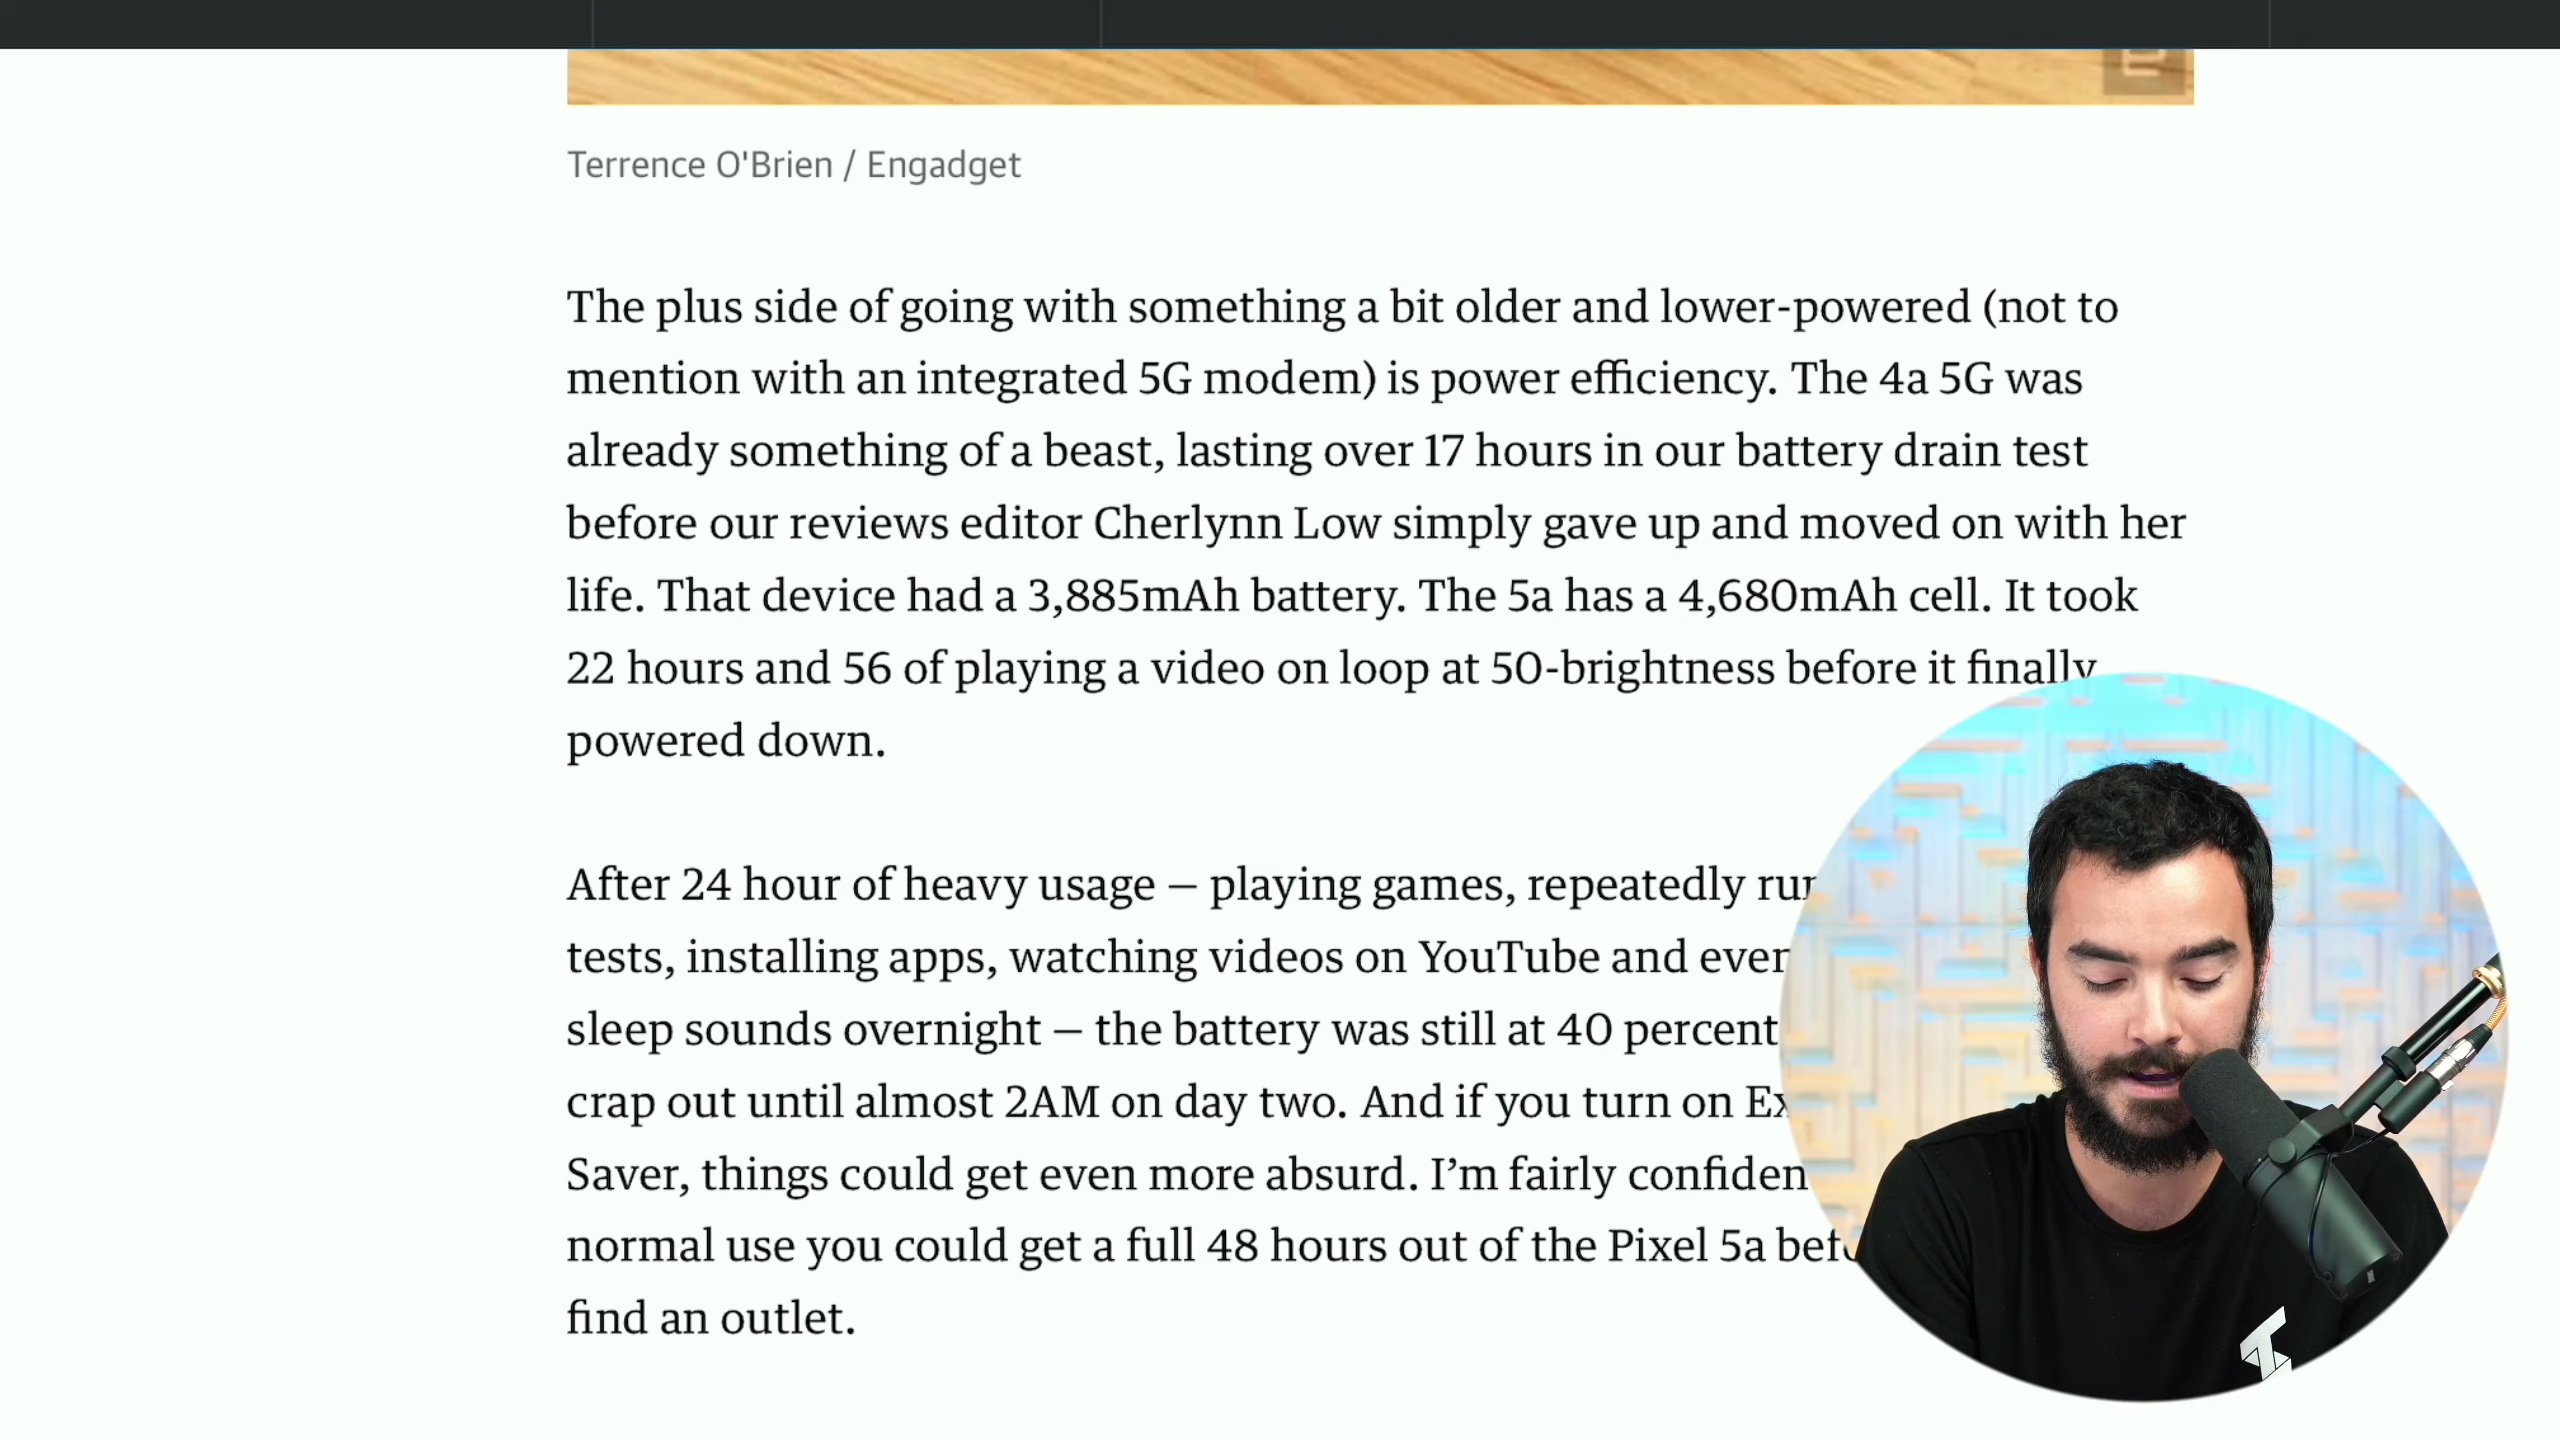 Terrence O'Brien / Engadget
The plus side of going with something a bit older and lower-powered (not to
mention with an integrated 5G modem) is power efficiency. The 4a 5G was
already something of a beast, lasting over 17 hours in our battery drain test
before our reviews editor Cherlynn Low simply gave up and moved on with her
life. That device had a 3,885mAh battery. The 5a has a 4,680mAh cell. It took
22 hours and 56 of playing a video on loop at 50-brightness before it finally
powered down.
After 24 hour of heavy usage — playing games, repeatedly
tests, installing apps, watching videos on YouTube and
sleep sounds overnight — the battery was still at 40 percent
crap out until almost 2AM on day two. And if you turn on
Saver, things could get even more absurd. I’m fairly
normal use you could get a full 48 hours out of the Pixel 5a
find an outlet.